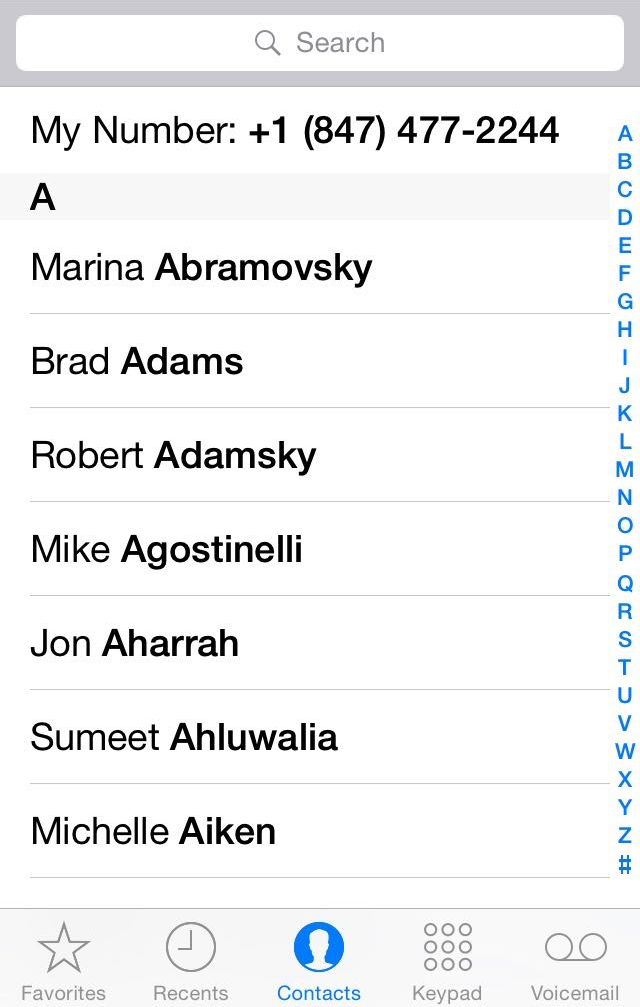 Search
My Number: +1 (847) 477-2244
A
Marina Abramovsky
Brad Adams
Robert Adamsky
Mike Agostinelli
Jon Aharrah
Sumeet Ahluwalia
Michelle Aiken
A
B
C
D
E
F
G
H
I
J
K
L
M
N
O
P
Q
R
S
T
U
V
W
X
Y
Z
#
Favorites Recents Contacts Keypad Voicemail